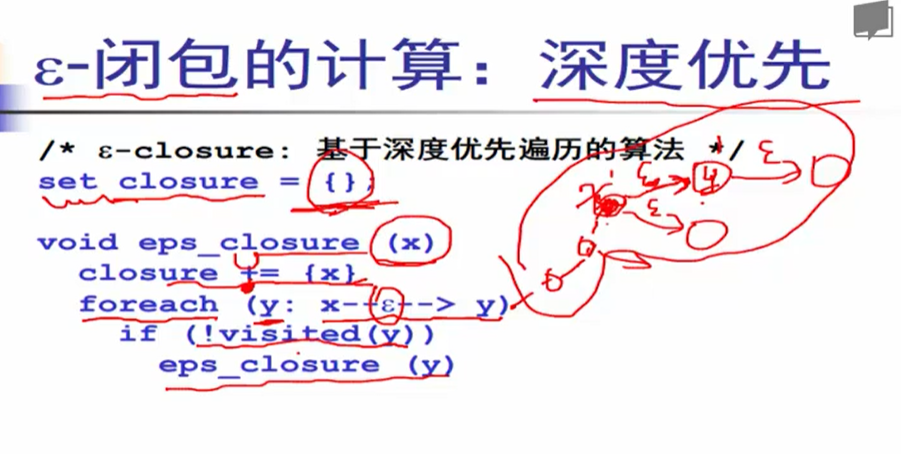 ε-闭包的计算：深度优先
/* ε-closure: 基于深度优先遍历的算法 */
set closure = {};
void eps_closure (x)
closure += {x}
foreach (y: x--ε--> y)
if (!visited(y))
eps_closure (y)
x ε y ε
ε